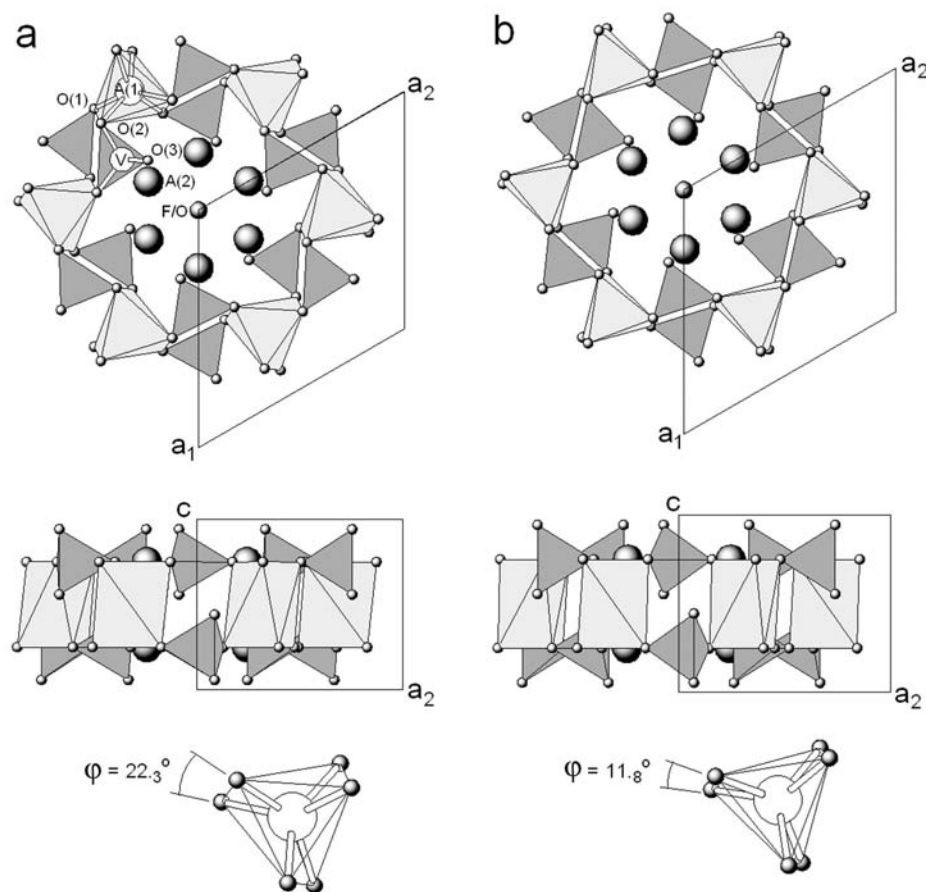 a
b
a2
a2
A(1)
O(1)
O(2)
O(3)
V
A(2)
F/O
a1
a1
c
c
a2
a2
φ = 22.3°
φ = 11.8°